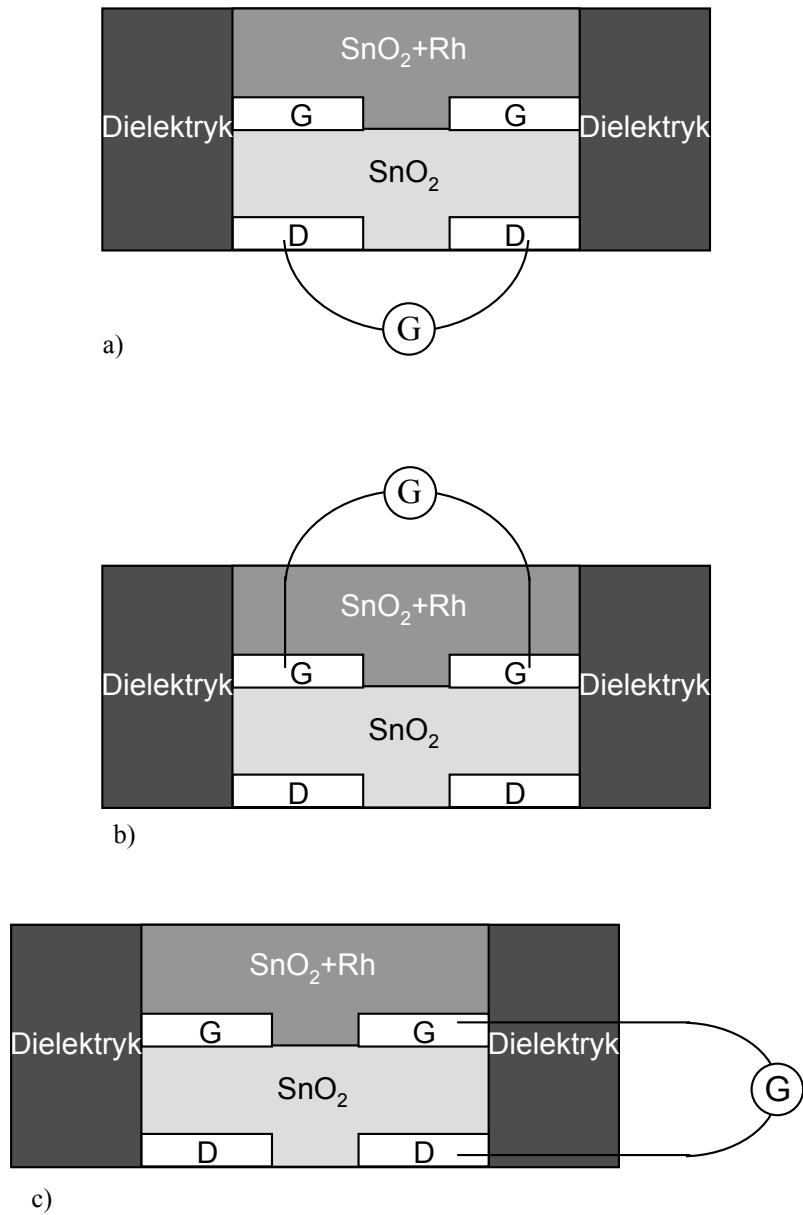 SnO₂+Rh
G G
Dielektryk Dielektryk
SnO₂
D D
G
a)
G
SnO₂+Rh
G G
Dielektryk Dielektryk
SnO₂
D D
b)
SnO₂+Rh
G G
Dielektryk Dielektryk
G
SnO₂
D D
c)